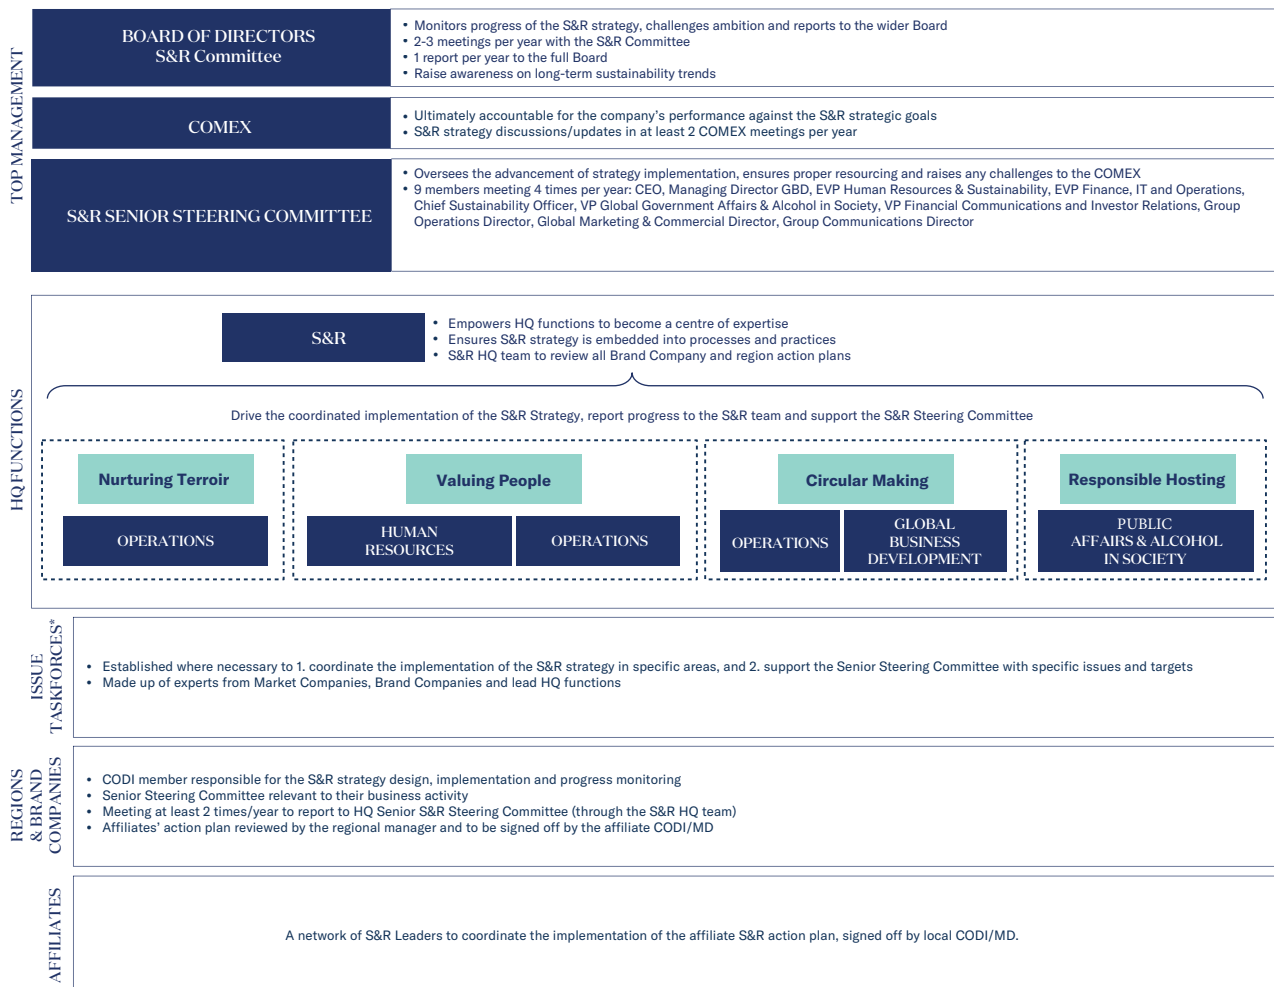 TOP MANAGEMENT
BOARD OF DIRECTORS
S&R Committee
• Monitors progress of the S&R strategy, challenges ambition and reports to the wider Board
• 2-3 meetings per year with the S&R Committee
• 1 report per year to the full Board
• Raise awareness on long-term sustainability trends
COMEX
• Ultimately accountable for the company's performance against the S&R strategic goals
• S&R strategy discussions/updates in at least 2 COMEX meetings per year
S&R SENIOR STEERING COMMITTEE
• Oversees the advancement of strategy implementation, ensures proper resourcing and raises any challenges to the COMEX
• 9 members meeting 4 times per year: CEO, Managing Director GBD, EVP Human Resources & Sustainability, EVP Finance, IT and Operations,
Chief Sustainability Officer, VP Global Government Affairs & Alcohol in Society, VP Financial Communications and Investor Relations, Group
Operations Director, Global Marketing & Commercial Director, Group Communications Director
HQ FUNCTIONS
S&R
• Empowers HQ functions to become a centre of expertise
• Ensures S&R strategy is embedded into processes and practices
• S&R HQ team to review all Brand Company and region action plans
Drive the coordinated implementation of the S&R Strategy, report progress to the S&R team and support the S&R Steering Committee
Nurturing Terroir
OPERATIONS
Valuing People
HUMAN
RESOURCES
OPERATIONS
Circular Making
OPERATIONS
GLOBAL
BUSINESS
DEVELOPMENT
Responsible Hosting
PUBLIC
AFFAIRS & ALCOHOL
IN SOCIETY
ISSUE
TASKFORCES*
• Established where necessary to 1. coordinate the implementation of the S&R strategy in specific areas, and 2. support the Senior Steering Committee with specific issues and targets
• Made up of experts from Market Companies, Brand Companies and lead HQ functions
REGIONS
& BRAND
COMPANIES
• CODI member responsible for the S&R strategy design, implementation and progress monitoring
• Senior Steering Committee relevant to their business activity
• Meeting at least 2 times/year to report to HQ Senior S&R Steering Committee (through the S&R HQ team)
• Affiliates' action plan reviewed by the regional manager and to be signed off by the affiliate CODI/MD
AFFILIATES
A network of S&R Leaders to coordinate the implementation of the affiliate S&R action plan, signed off by local CODI/MD.